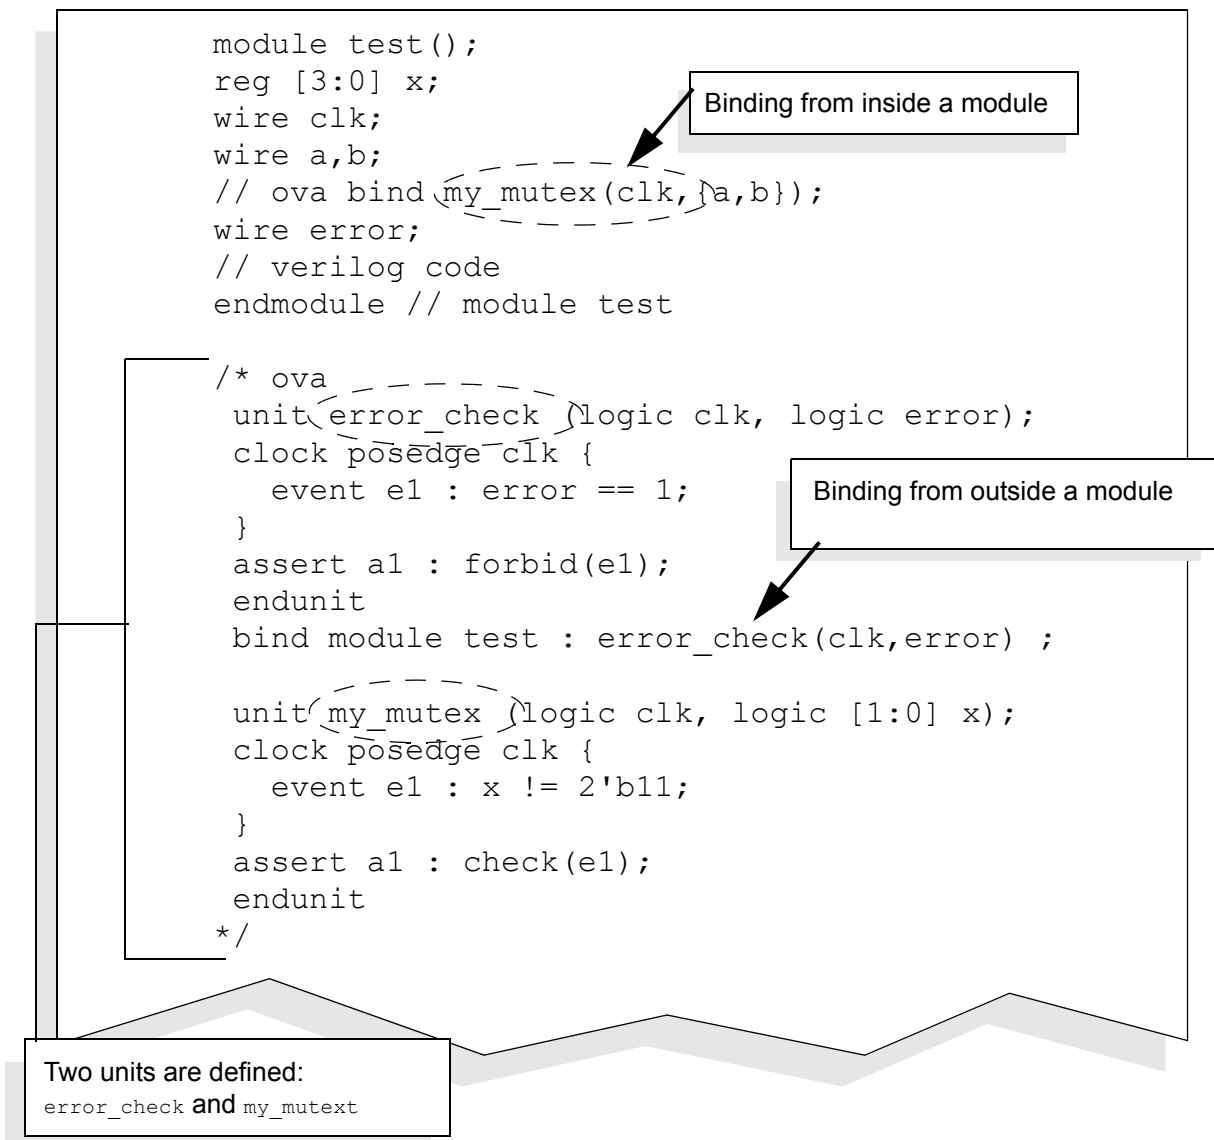 module test();
reg [3:0] x;
Binding from inside a module
wire clk;
wire a,b;
// ova bind my_mutex(clk,{a,b});
wire error;
// verilog code
endmodule // module test
/* ova
unit error_check (logic clk, logic error);
clock posedge clk {
event e1 : error == 1;
Binding from outside a module
}
assert a1 : forbid(e1);
endunit
bind module test : error_check(clk,error) ;
unit my_mutex (logic clk, logic [1:0] x);
clock posedge clk {
event e1 : x != 2'b11;
}
assert a1 : check(e1);
endunit
*/
Two units are defined:
error_check and my_mutext